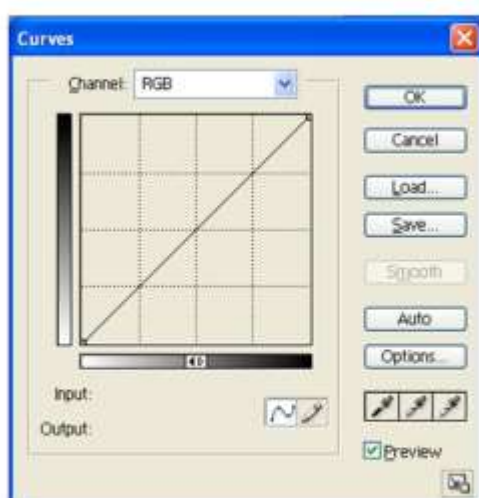 Curves
Channel: RGB
OK
Cancel
Load...
Save...
Smooth
Auto
Options...
Input:
Output:
Preview